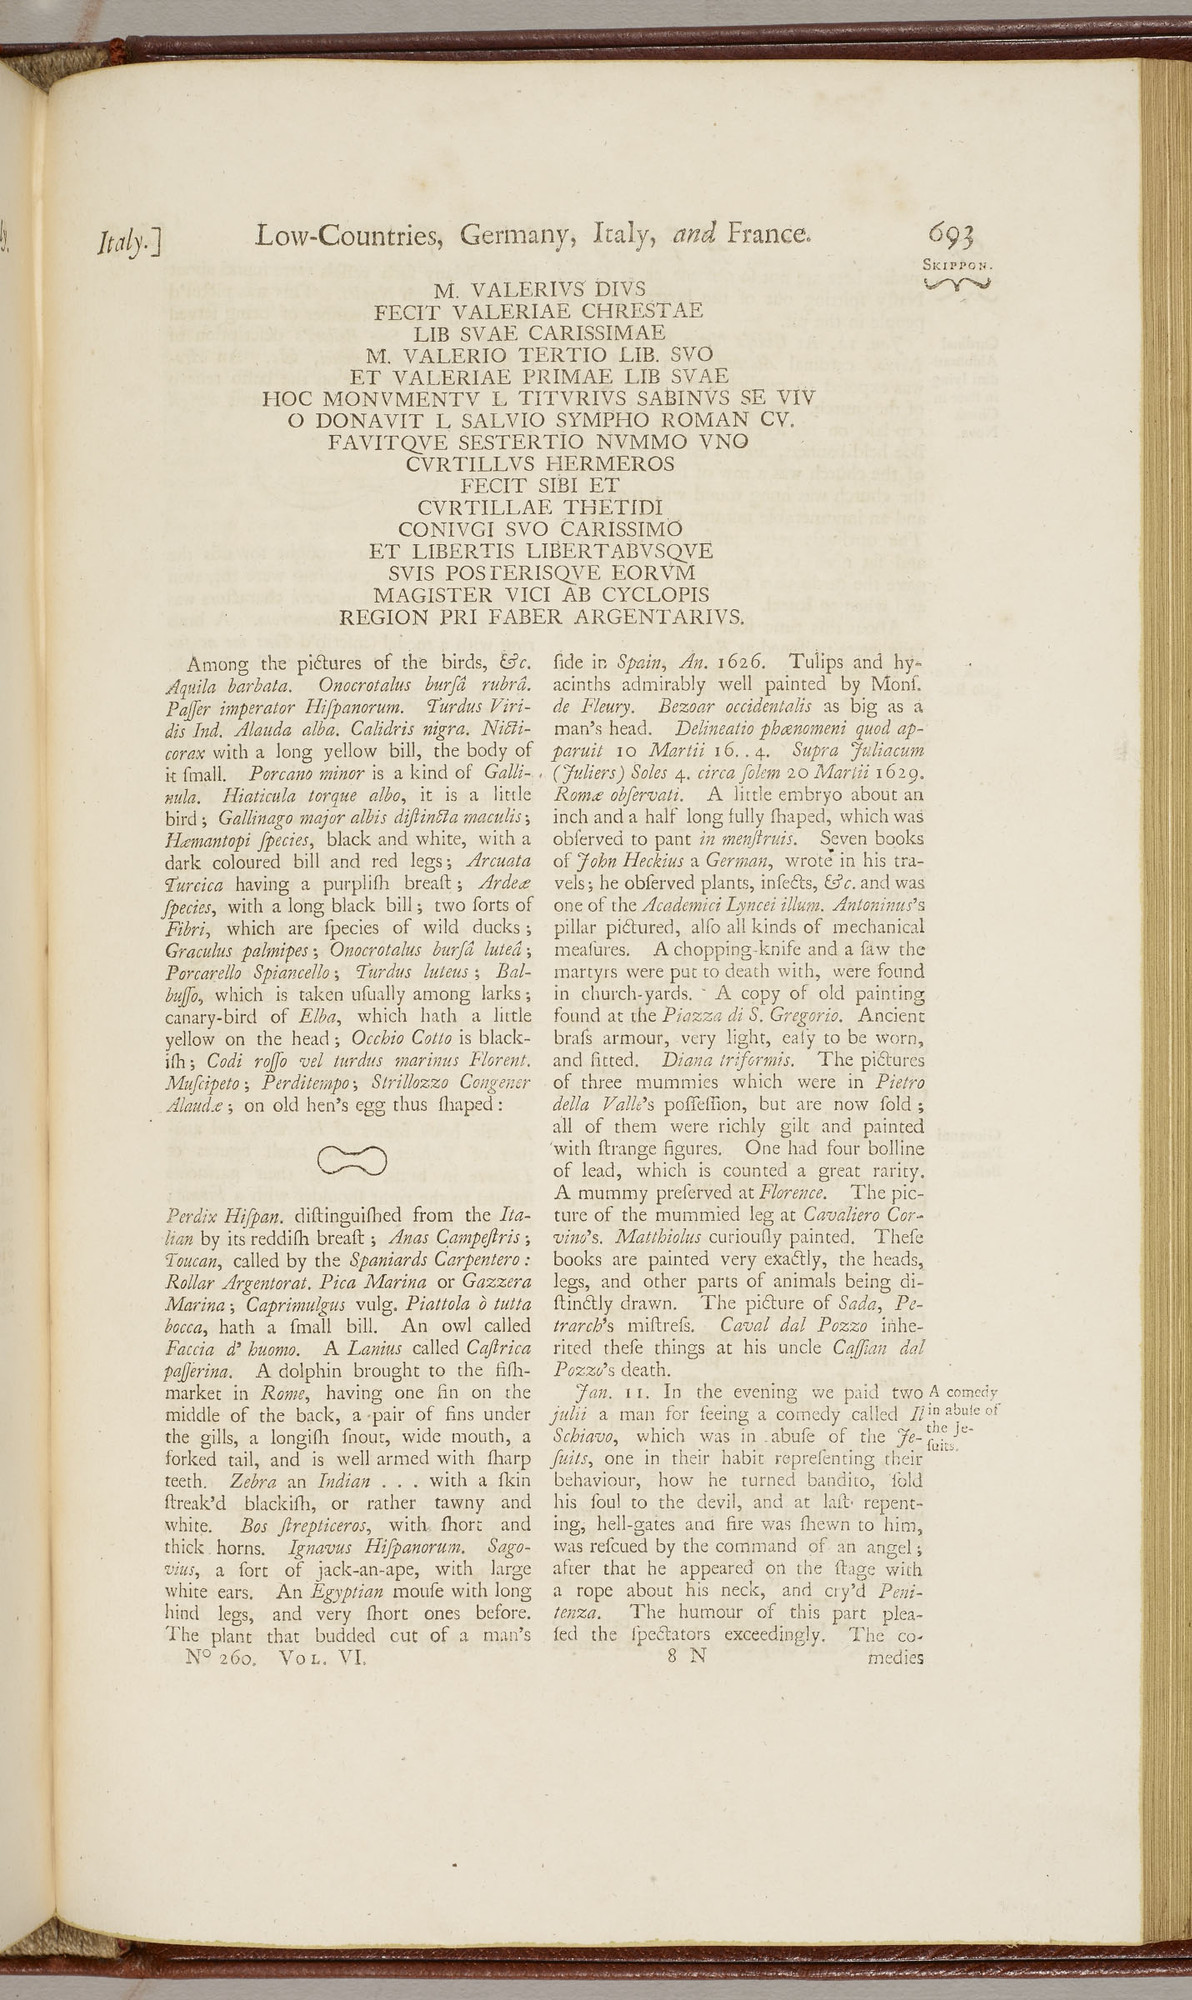 Italy.] Low-Countries, Germany, Italy, and France. 693
SKIPPON.
M. VALERIVS DIVS
FECIT VALERIAE CHRESTAE
LIB SVAE CARISSIMAE
M. VALERIO TERTIO LIB. SVO
ET VALERIAE PRIMAE LIB SVAE
HOC MONVMENTV L TITVRIVS SABINVS SE VIV
O DONAVIT L SALVIO SYMPHO ROMAN CV.
FAVITQVE SESTERTIO NVMMO VNO
CVRTILLVS HERMEROS
FECIT SIBI ET
CVRTILLAE THETIDI
CONIVGI SVO CARISSIMO
ET LIBERTIS LIBERTABVSQVE
SVIS POSTERISQVE EORVM
MAGISTER VICI AB CYCLOPIS
REGION PRI FABER ARGENTARIVS.
Among the pictures of the birds, &c.
Aquila barbata. Onocrotalus burſâ rubrâ.
Paſſer imperator Hiſpanorum. Turdus Viri-
dis Ind. Alauda alba. Calidris nigra. Nicti-
corax with a long yellow bill, the body of
it ſmall. Porcano minor is a kind of Galli-
nula. Hiaticula torque albo, it is a little
bird; Gallinago major albis diſtincta maculis;
Hæmantopi ſpecies, black and white, with a
dark coloured bill and red legs; Arcuata
Turcica having a purpliſh breaſt; Ardeæ
ſpecies, with a long black bill; two ſorts of
Fibri, which are ſpecies of wild ducks;
Graculus palmipes; Onocrotalus burſâ luteâ;
Porcarello Spiancello; Turdus luteus; Bal-
buſſo, which is taken uſually among larks;
canary-bird of Elba, which hath a little
yellow on the head; Occhio Cotto is black-
iſh; Codi roſſo vel turdus marinus Florent.
Muſcipeto; Perditempo; Strillozzo Congener
Alaudæ; on old hen's egg thus ſhaped:
Perdix Hiſpan. diſtinguiſhed from the Ita-
lian by its reddiſh breaſt; Anas Campeſtris;
Toucan, called by the Spaniards Carpentero:
Rollar Argentorat. Pica Marina or Gazzera
Marina; Caprimulgus vulg. Piattola ò tutta
bocca, hath a ſmall bill. An owl called
Faccia d' huomo. A Lanius called Caſtrica
paſſerina. A dolphin brought to the fiſh-
market in Rome, having one fin on the
middle of the back, a pair of fins under
the gills, a longiſh ſnout, wide mouth, a
forked tail, and is well armed with ſharp
teeth. Zebra an Indian . . . with a ſkin
ſtreak'd blackiſh, or rather tawny and
white. Bos ſtrepticeros, with ſhort and
thick horns. Ignavus Hiſpanorum. Sago-
vius, a ſort of jack-an-ape, with large
white ears. An Egyptian mouſe with long
hind legs, and very ſhort ones before.
The plant that budded out of a man's
ſide in Spain, An. 1626. Tulips and hy-
acinths admirably well painted by Monſ.
de Fleury. Bezoar occidentalis as big as a
man's head. Delineatio phænomeni quod ap-
paruit 10 Martii 16. . 4. Supra Juliacum
(Juliers) Soles 4. circa ſolem 20 Martii 1629.
Romæ obſervati. A little embryo about an
inch and a half long fully ſhaped, which was
obſerved to pant in menſtruis. Seven books
of John Heckius a German, wrote in his tra-
vels; he obſerved plants, inſects, &c. and was
one of the Academici Lyncei illum. Antoninus's
pillar pictured, alſo all kinds of mechanical
meaſures. A chopping-knife and a ſaw the
martyrs were put to death with, were found
in church-yards. A copy of old painting
found at the Piazza di S. Gregorio. Ancient
braſs armour, very light, eaſy to be worn,
and fitted. Diana triformis. The pictures
of three mummies which were in Pietro
della Valle's poſſeſſion, but are now ſold;
all of them were richly gilt and painted
with ſtrange figures. One had four bolline
of lead, which is counted a great rarity.
A mummy preſerved at Florence. The pic-
ture of the mummied leg at Cavaliero Cor-
vino's. Matthiolus curiouſly painted. Theſe
books are painted very exactly, the heads,
legs, and other parts of animals being di-
ſtinctly drawn. The picture of Sada, Pe-
trarch's miſtreſs. Caval dal Pozzo inhe-
rited theſe things at his uncle Caſſian dal
Pozzo's death.
Jan. 11. In the evening we paid two
julii a man for ſeeing a comedy called Il
Schiavo, which was in abuſe of the Je-
ſuits, one in their habit repreſenting their
behaviour, how he turned bandito, ſold
his ſoul to the devil, and at laſt repent-
ing, hell-gates and fire was ſhewn to him,
was reſcued by the command of an angel;
after that he appeared on the ſtage with
a rope about his neck, and cry'd Peni-
tenza. The humour of this part plea-
ſed the ſpectators exceedingly. The co-
A comedy
in abuſe of
the Je-
ſuits.
Nº 260. VOL. VI. 8 N medies